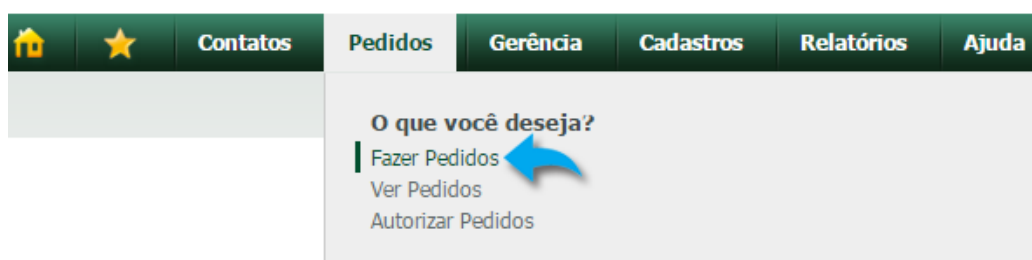 Contatos Pedidos Gerência Cadastros Relatórios Ajuda
O que você deseja?
Fazer Pedidos
Ver Pedidos
Autorizar Pedidos